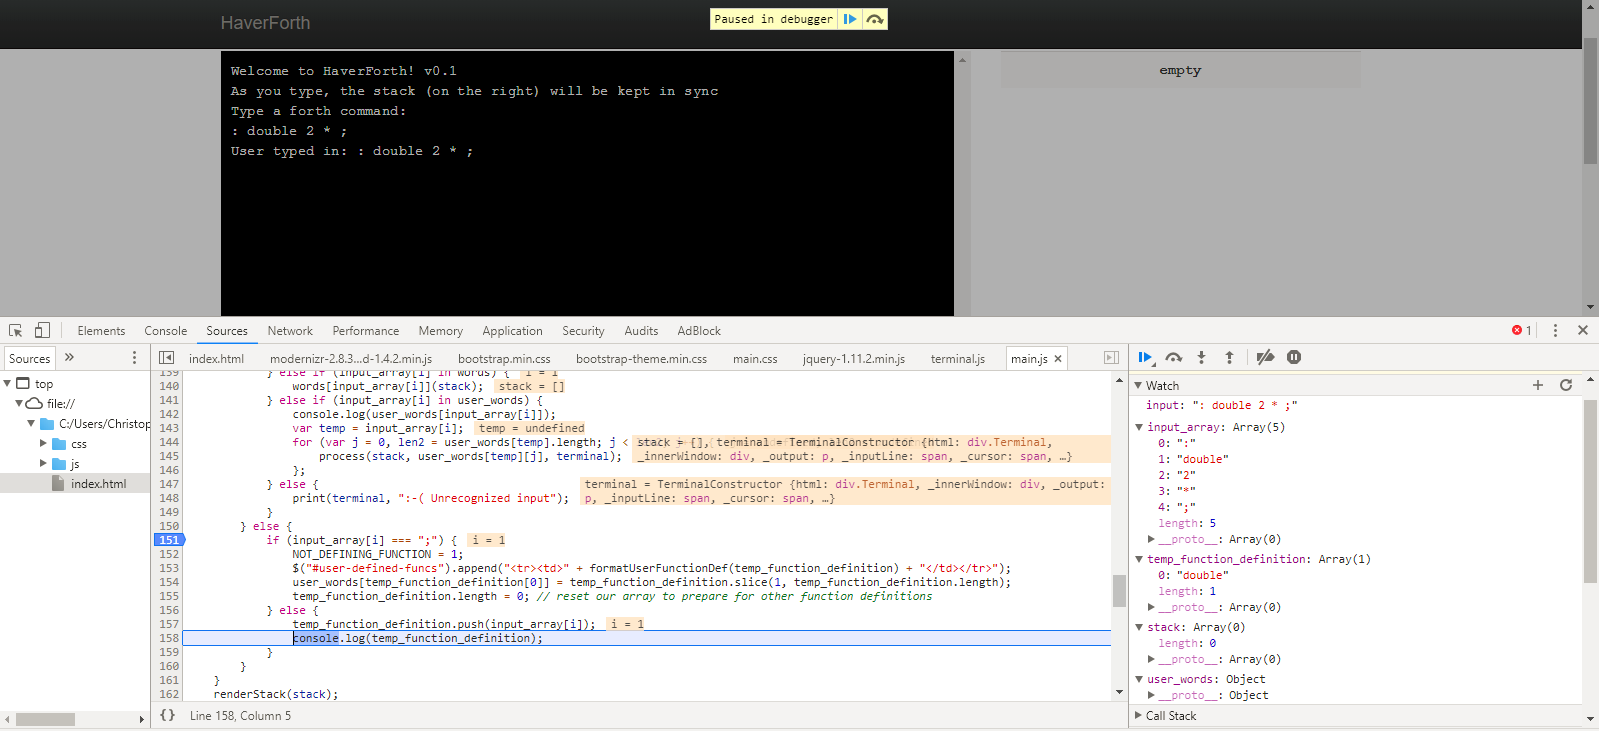 HaverForth
Paused in debugger
Welcome to HaverForth! v0.1
As you type, the stack (on the right) will be kept in sync
Type a forth command:
: double 2 * ;
User typed in: : double 2 * ;
empty
Elements Console Sources Network Performance Memory Application Security Audits AdBlock
1
Sources
top
file://
C:/Users/Christop
css
js
index.html
index.html modernizr-2.8.3...d-1.4.2.min.js bootstrap.min.css bootstrap-theme.min.css main.css jquery-1.11.2.min.js terminal.js main.js
139 } else if (input_array[i] in words) { i = 1
140 words[input_array[i]](stack); stack = []
141 } else if (input_array[i] in user_words) {
142 console.log(user_words[input_array[i]]);
143 var temp = input_array[i]; temp = undefined
144 for (var j = 0, len2 = user_words[temp].length; j < stack = [], terminal = TerminalConstructor {html: div.Terminal,
145 process(stack, user_words[temp][j], terminal); _innerWindow: div, _output: p, _inputLine: span, _cursor: span, …}
146 };
147 } else { terminal = TerminalConstructor {html: div.Terminal, _innerWindow: div, _output:
148 print(terminal, ":-( Unrecognized input"); p, _inputLine: span, _cursor: span, …}
149 }
150 } else {
151 if (input_array[i] === ";") { i = 1
152 NOT_DEFINING_FUNCTION = 1;
153 $("#user-defined-funcs").append("<tr><td>" + formatUserFunctionDef(temp_function_definition) + "</td></tr>");
154 user_words[temp_function_definition[0]] = temp_function_definition.slice(1, temp_function_definition.length);
155 temp_function_definition.length = 0; // reset our array to prepare for other function definitions
156 } else {
157 temp_function_definition.push(input_array[i]); i = 1
158 console.log(temp_function_definition);
159 }
160 }
161 }
162 renderStack(stack);
{} Line 158, Column 5
Watch
input: ": double 2 * ;"
input_array: Array(5)
0: ":"
1: "double"
2: "2"
3: "*"
4: ";"
length: 5
__proto__: Array(0)
temp_function_definition: Array(1)
0: "double"
length: 1
__proto__: Array(0)
stack: Array(0)
length: 0
__proto__: Array(0)
user_words: Object
__proto__: Object
Call Stack